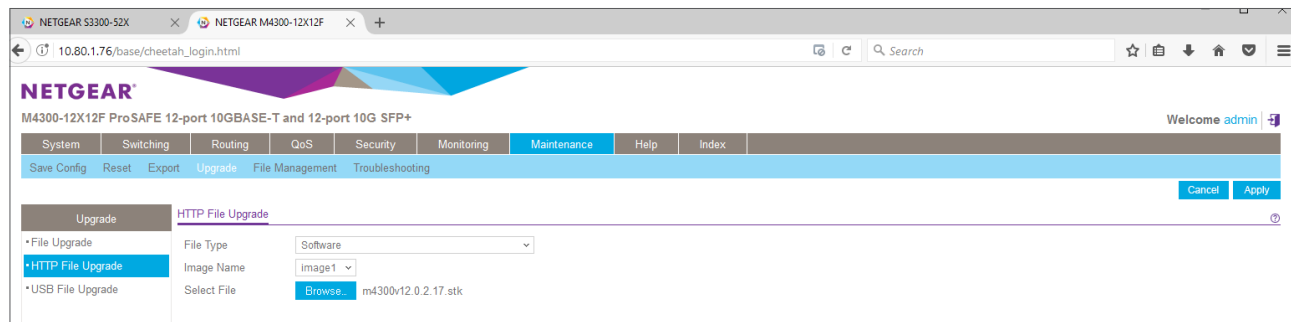 NETGEAR S3300-52X × NETGEAR M4300-12X12F × +
10.80.1.76/base/cheetah_login.html Search
NETGEAR®
M4300-12X12F ProSAFE 12-port 10GBASE-T and 12-port 10G SFP+ Welcome admin
System Switching Routing QoS Security Monitoring Maintenance Help Index
Save Config Reset Export Upgrade File Management Troubleshooting
Cancel Apply
Upgrade HTTP File Upgrade
• File Upgrade File Type Software
• HTTP File Upgrade Image Name image1
• USB File Upgrade Select File Browse... m4300v12.0.2.17.stk